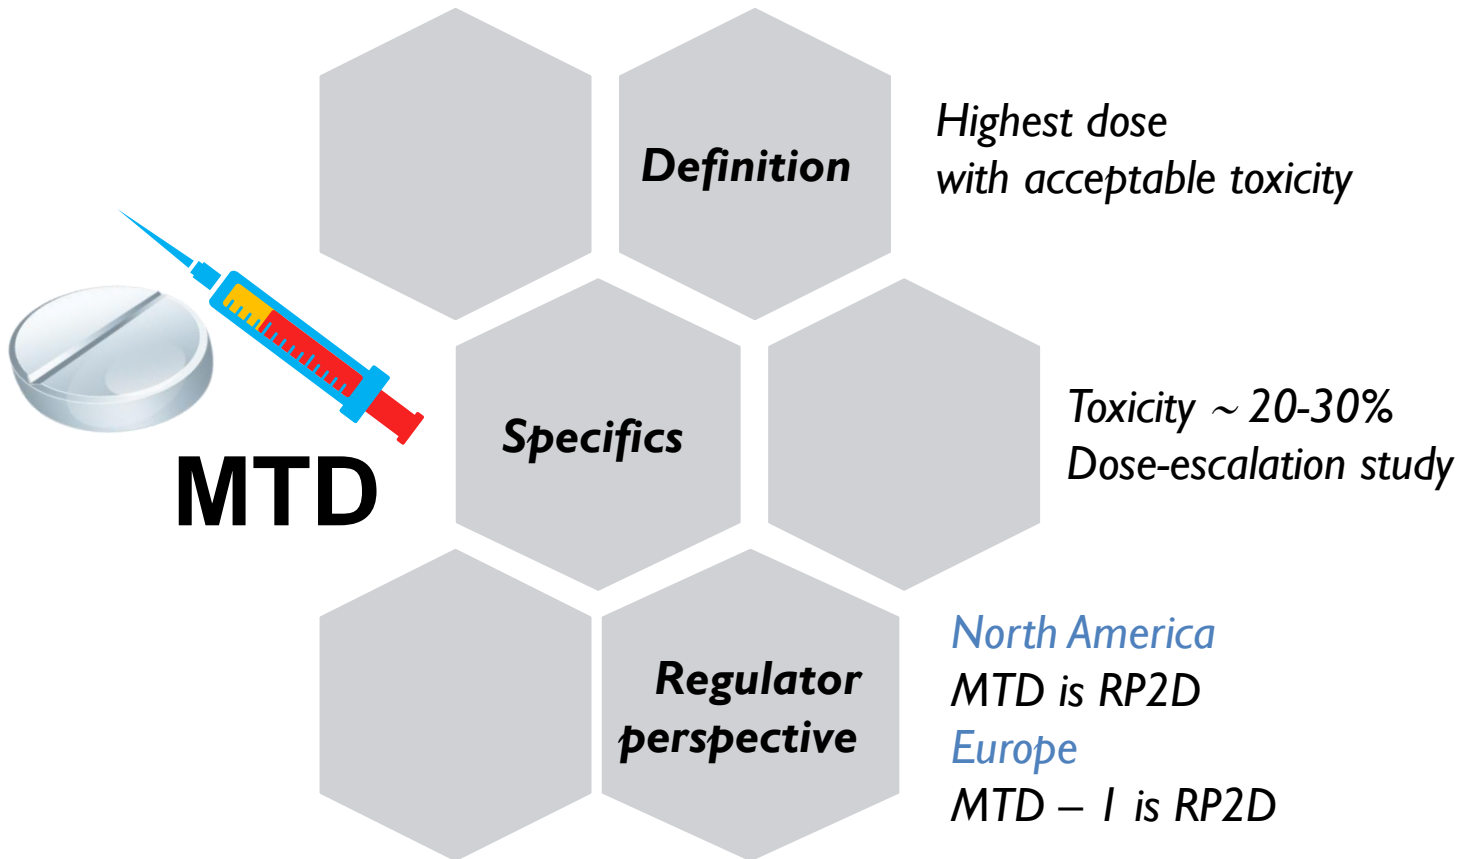 MTD
Definition
Highest dose
with acceptable toxicity
Specifics
Toxicity ~ 20-30%
Dose-escalation study
Regulator
perspective
North America
MTD is RP2D
Europe
MTD – 1 is RP2D